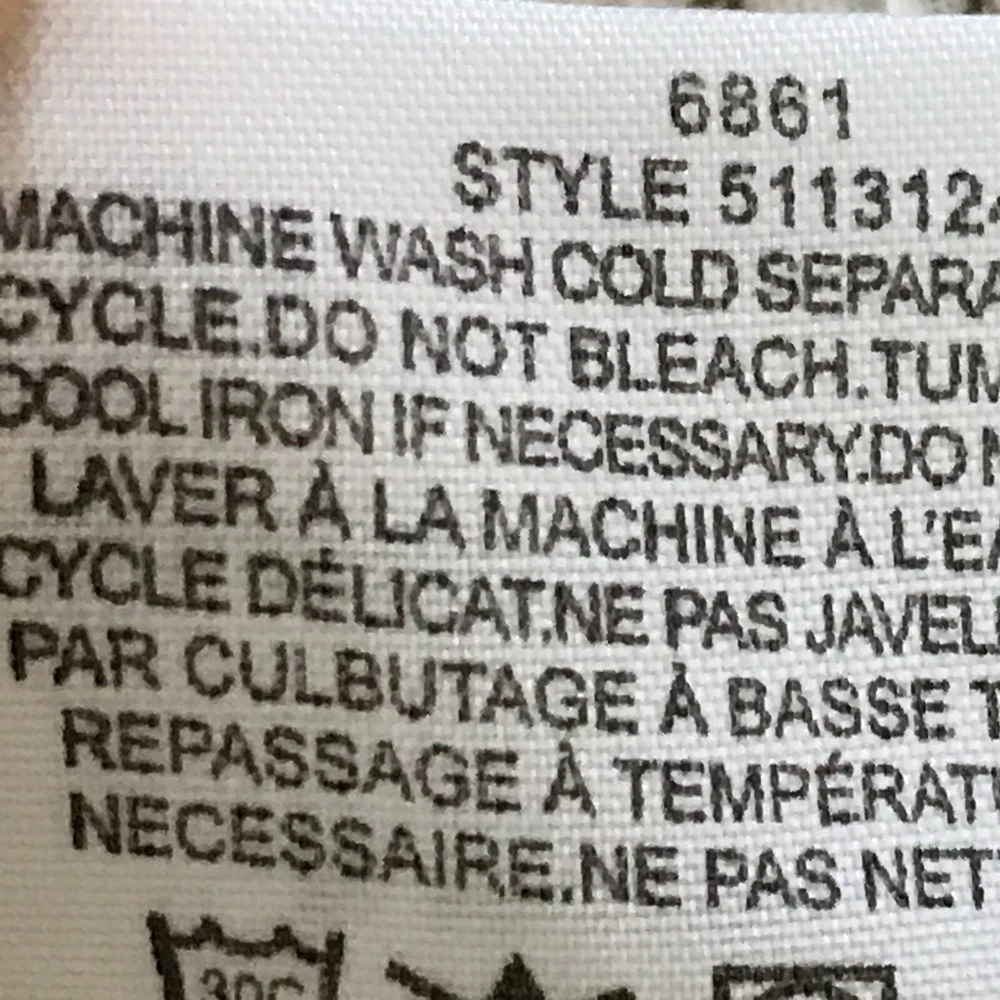 6861
STYLE 511312
MACHINE WASH COLD SEPARA
CYCLE.DO NOT BLEACH.TUM
COOL IRON IF NECESSARY.DO N
LAVER À LA MACHINE À L'EA
CYCLE DÉLICAT.NE PAS JAVEL
PAR CULBUTAGE À BASSE T
REPASSAGE À TEMPÉRAT
NECESSAIRE.NE PAS NET
30C